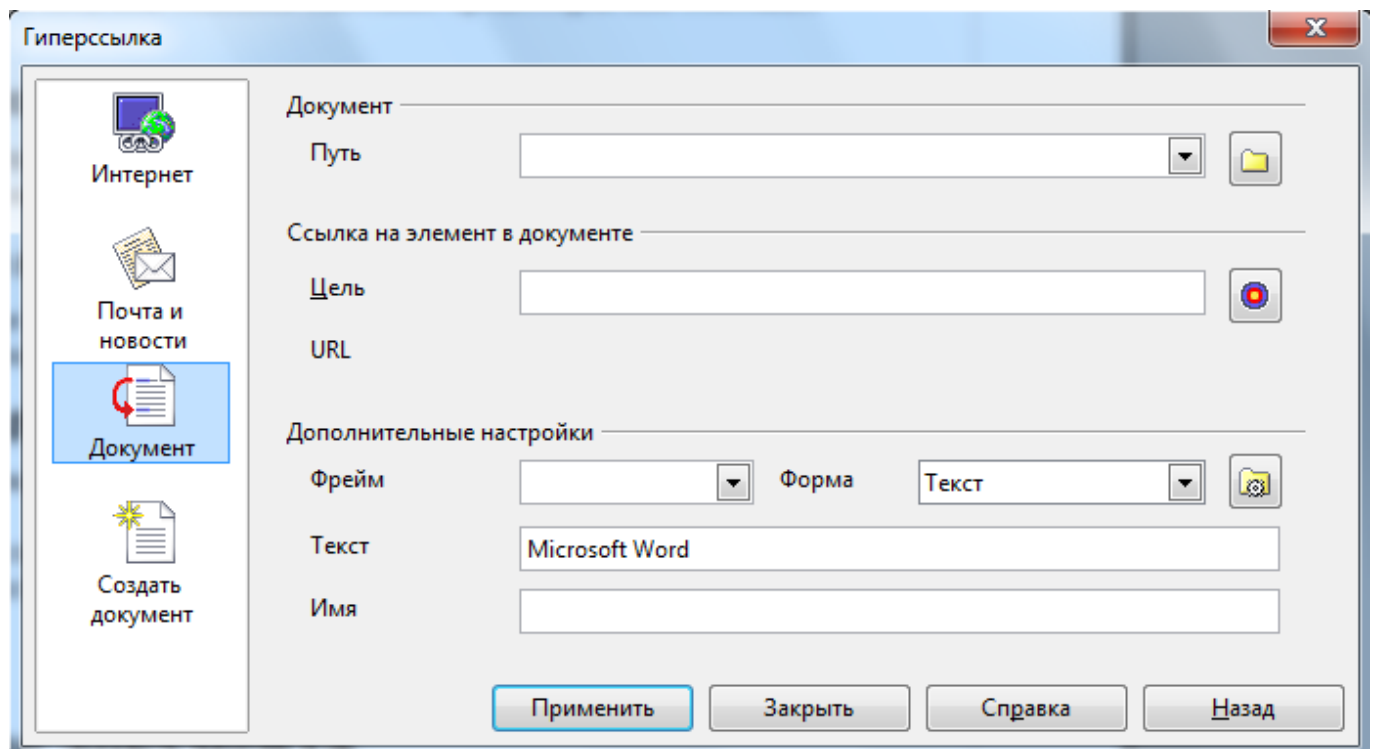 Гиперссылка
Интернет
Почта и
новости
Документ
Создать
документ
Документ
Путь
Ссылка на элемент в документе
Цель
URL
Дополнительные настройки
Фрейм
Форма Текст
Текст Microsoft Word
Имя
Применить Закрыть Справка Назад